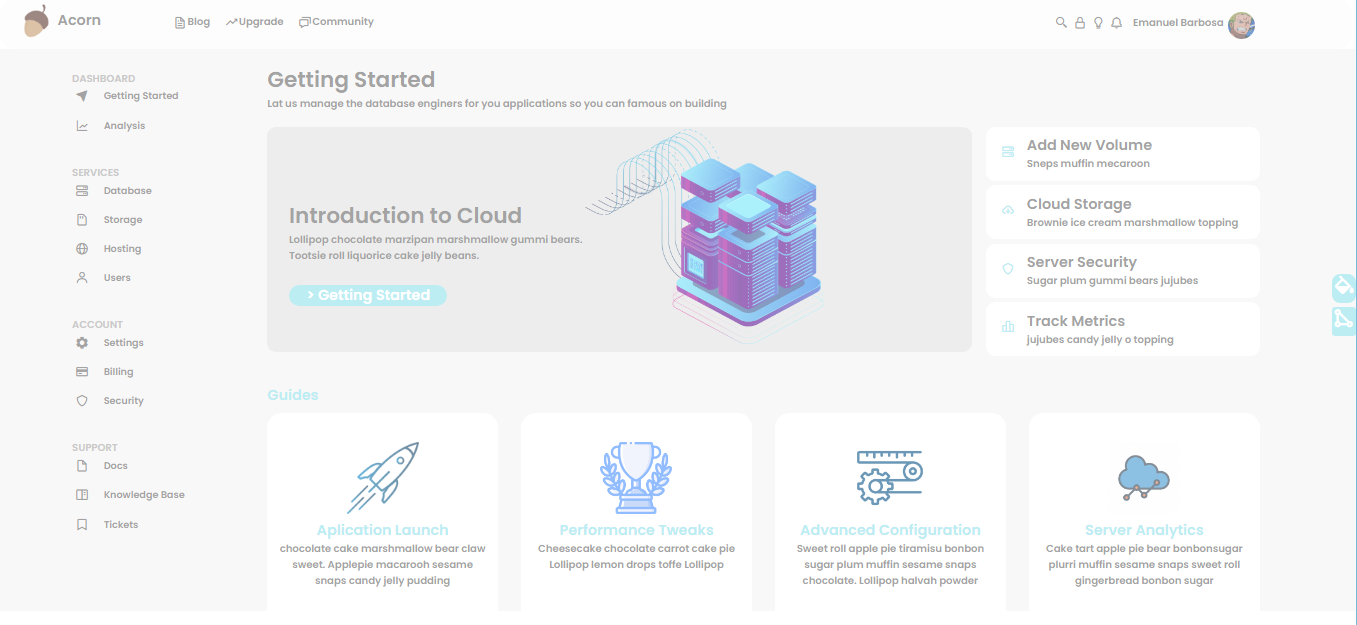 Acorn
Blog
Upgrade
Community
Emanuel Barbosa
DASHBOARD
Getting Started
Analysis
SERVICES
Database
Storage
Hosting
Users
ACCOUNT
Settings
Billing
Security
SUPPORT
Docs
Knowledge Base
Tickets
Getting Started
Lat us manage the database enginers for you applications so you can famous on building
Introduction to Cloud
Lollipop chocolate marzipan marshmallow gummi bears.
Tootsie roll liquorice cake jelly beans.
> Getting Started
Add New Volume
Sneps muffin mecaroon
Cloud Storage
Brownie ice cream marshmallow topping
Server Security
Sugar plum gummi bears jujubes
Track Metrics
jujubes candy jelly o topping
Guides
Aplication Launch
chocolate cake marshmallow bear claw
sweet. Applepie macarooh sesame
snaps candy jelly pudding
Performance Tweaks
Cheesecake chocolate carrot cake pie
Lollipop lemon drops toffe Lollipop
Advanced Configuration
Sweet roll apple pie tiramisu bonbon
sugar plum muffin sesame snaps
chocolate. Lollipop halvah powder
Server Analytics
Cake tart apple pie bear bonbonsugar
plurri muffin sesame snaps sweet roll
gingerbread bonbon sugar